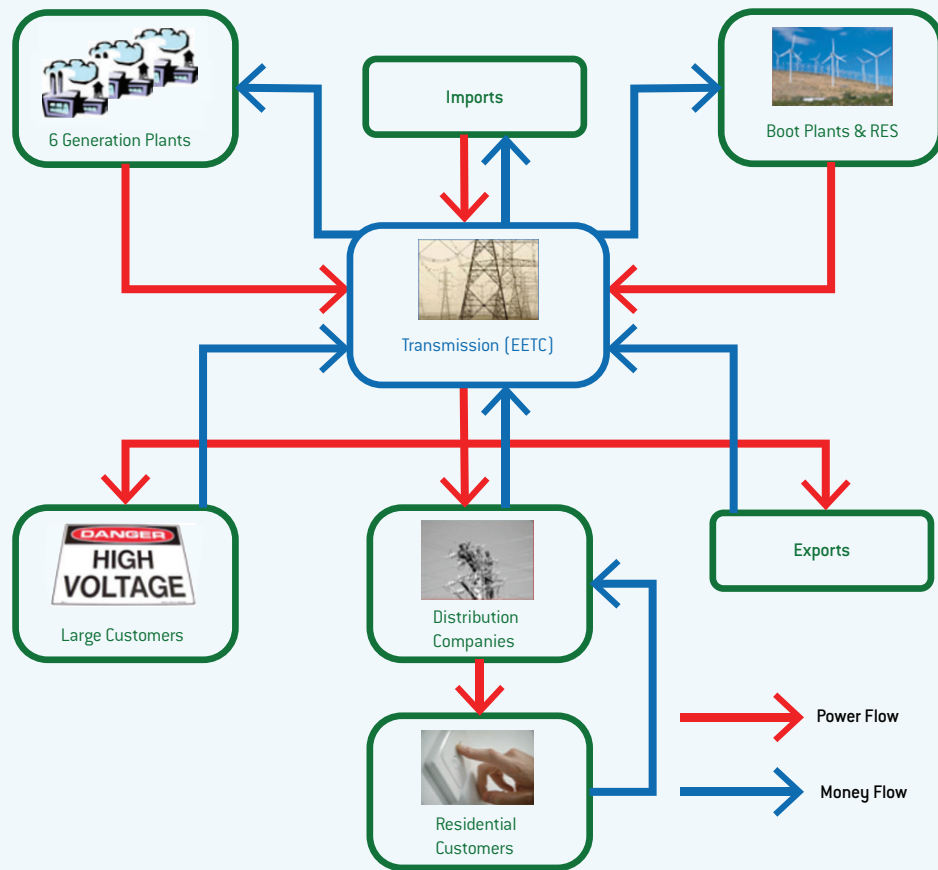 6 Generation Plants
Imports
Boot Plants & RES
Transmission (EETC)
DANGER
HIGH
VOLTAGE
Large Customers
Distribution
Companies
Exports
Residential
Customers
Power Flow
Money Flow